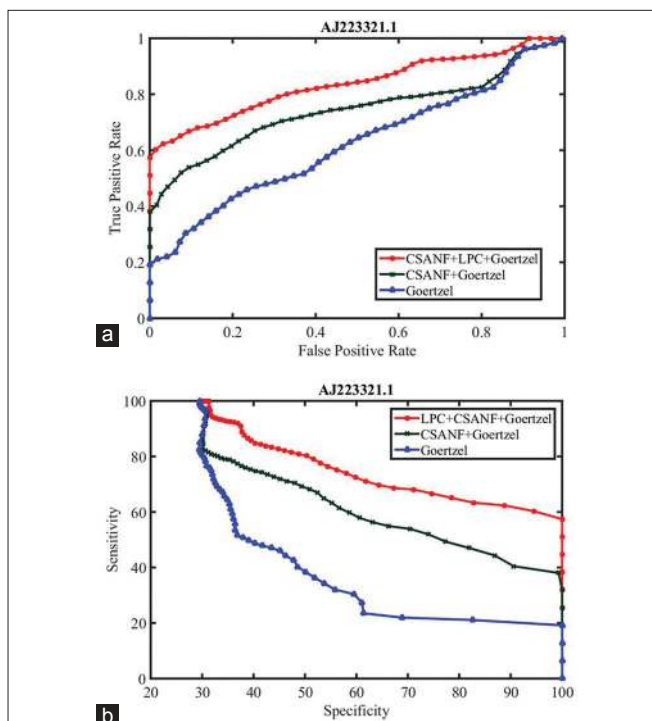 AJ223321.1
1
0.8
0.6
0.4
0.2
0
True Positive Rate
CSANF+LPC+Goertzel
CSANF+Goertzel
Goertzel
0 0.2 0.4 0.6 0.8 1
False Positive Rate
a
AJ223321.1
100
80
60
40
20
0
Sensitivity
LPC+CSANF+Goertzel
CSANF+Goertzel
Goertzel
20 30 40 50 60 70 80 90 100
Specificity
b